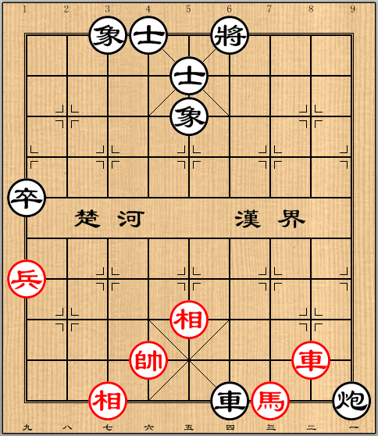 1 2 3 4 5 6 7 8 9
象 士 將
士
象
卒
楚 河 漢 界
兵
相
帥 車
相 車 馬 炮
九 八 七 六 五 四 三 二 一